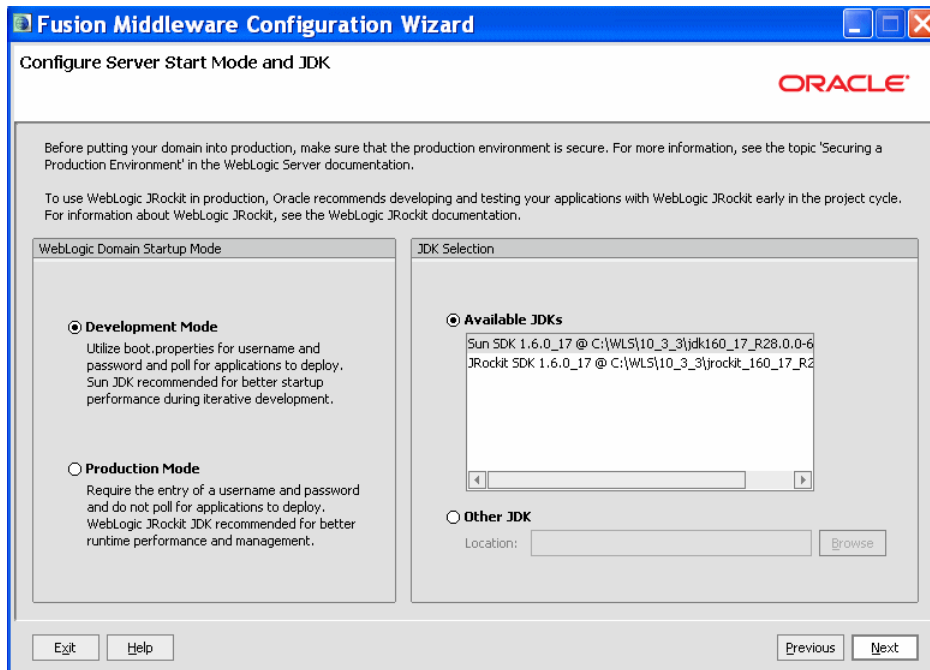 Fusion Middleware Configuration Wizard
Configure Server Start Mode and JDK
ORACLE
Before putting your domain into production, make sure that the production environment is secure. For more information, see the topic 'Securing a
Production Environment' in the WebLogic Server documentation.
To use WebLogic JRockit in production, Oracle recommends developing and testing your applications with WebLogic JRockit early in the project cycle.
For information about WebLogic JRockit, see the WebLogic JRockit documentation.
WebLogic Domain Startup Mode
Development Mode
Utilize boot.properties for username and
password and poll for applications to deploy.
Sun JDK recommended for better startup
performance during iterative development.
Production Mode
Require the entry of a username and password
and do not poll for applications to deploy.
WebLogic JRockit JDK recommended for better
runtime performance and management.
JDK Selection
Available JDKs
Sun SDK 1.6.0_17 @ C:\WLS\10_3_3\jdk160_17_R28.0.0-6
JRockit SDK 1.6.0_17 @ C:\WLS\10_3_3\jrockit_160_17_R2
Other JDK
Location:
Browse
Exit
Help
Previous
Next